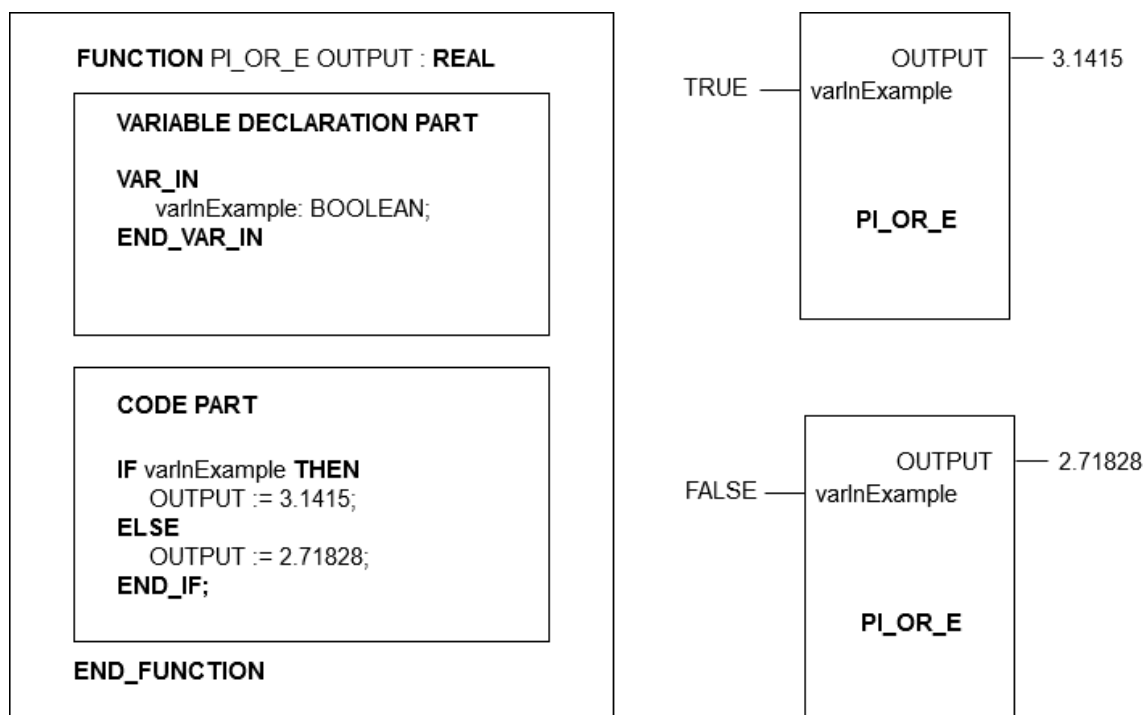 FUNCTION PI_OR_E OUTPUT : REAL
VARIABLE DECLARATION PART
VAR_IN
varInExample: BOOLEAN;
END_VAR_IN
CODE PART
IF varInExample THEN
OUTPUT := 3.1415;
ELSE
OUTPUT := 2.71828;
END_IF;
END_FUNCTION
OUTPUT 3.1415
TRUE varInExample
PI_OR_E
OUTPUT 2.71828
FALSE varInExample
PI_OR_E